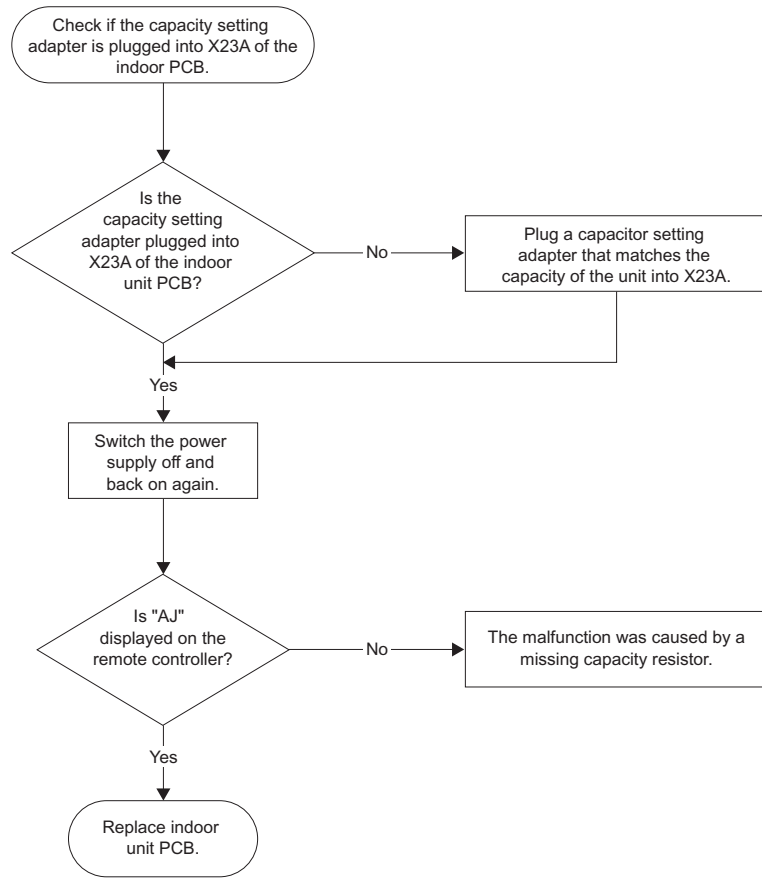 Check if the capacity setting
adapter is plugged into X23A of the
indoor PCB.
Is the
capacity setting
adapter plugged into
X23A of the indoor
unit PCB?
No
Plug a capacitor setting
adapter that matches the
capacity of the unit into X23A.
Yes
Switch the power
supply off and
back on again.
Is "AJ"
displayed on the
remote controller?
No
The malfunction was caused by a
missing capacity resistor.
Yes
Replace indoor
unit PCB.